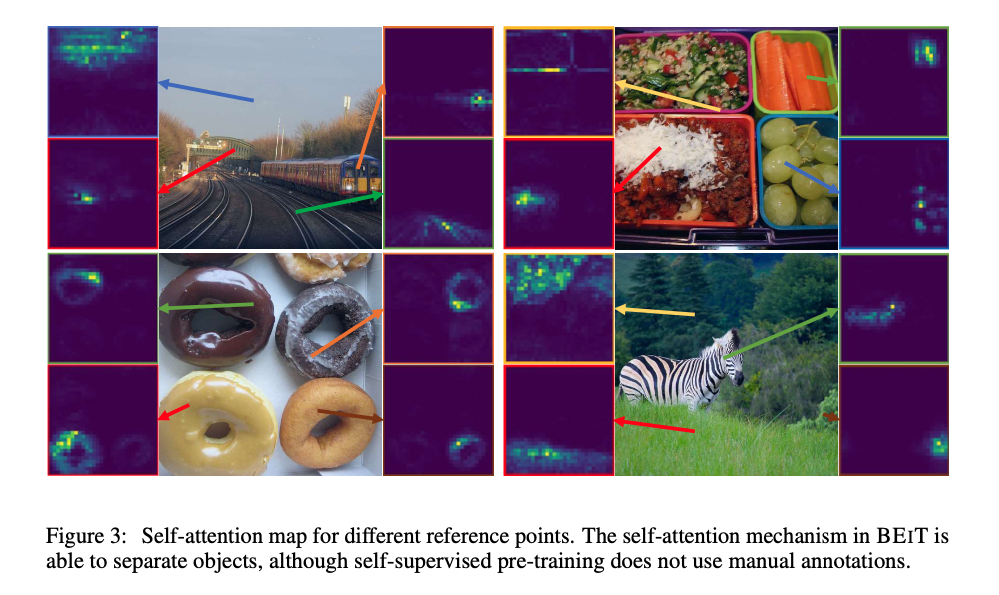 Figure 3: Self-attention map for different reference points. The self-attention mechanism in BEIT is
able to separate objects, although self-supervised pre-training does not use manual annotations.